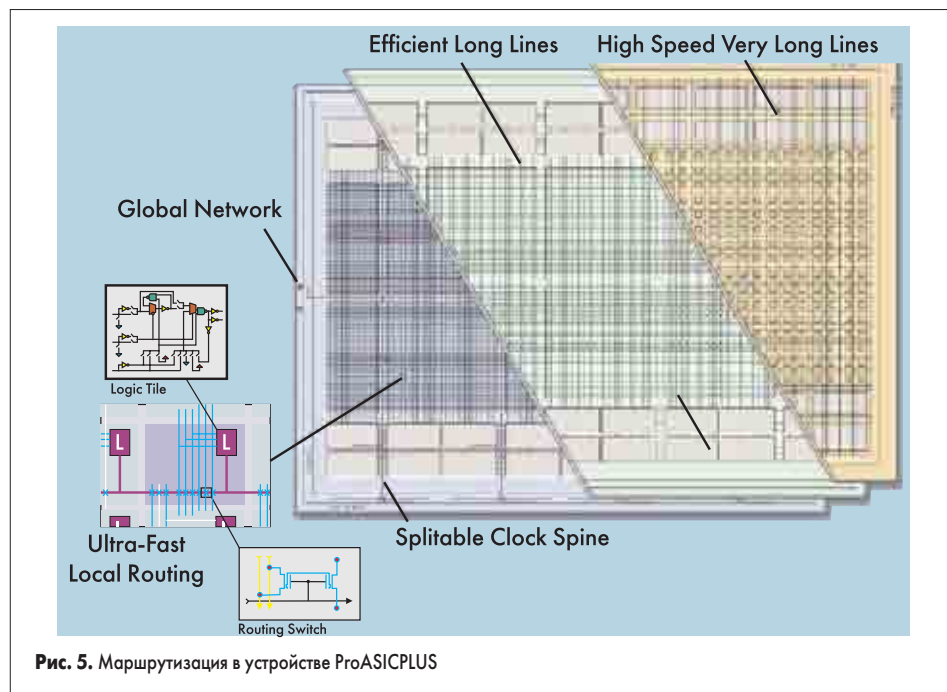 Efficient Long Lines
High Speed Very Long Lines
Global Network
Logic Tile
L
L
L
L
Ultra-Fast
Local Routing
Splitable Clock Spine
Routing Switch
Рис. 5. Маршрутизация в устройстве ProASICPLUS